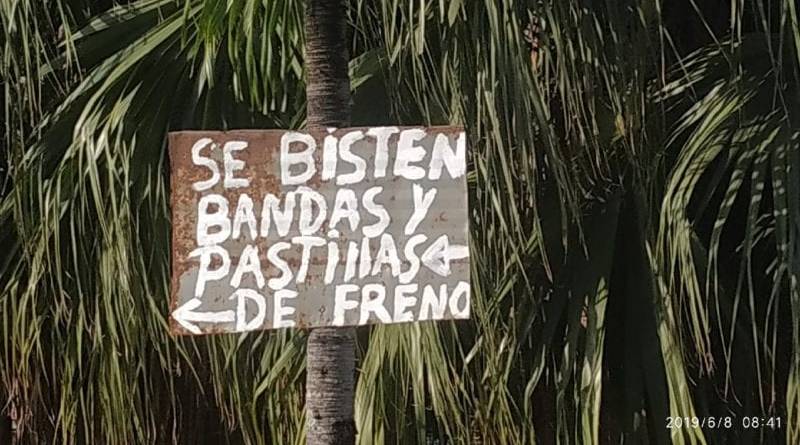 SE BISTEN
BANDAS Y
PASTILLAS←
←DE FRENO
2019/6/8 08:41